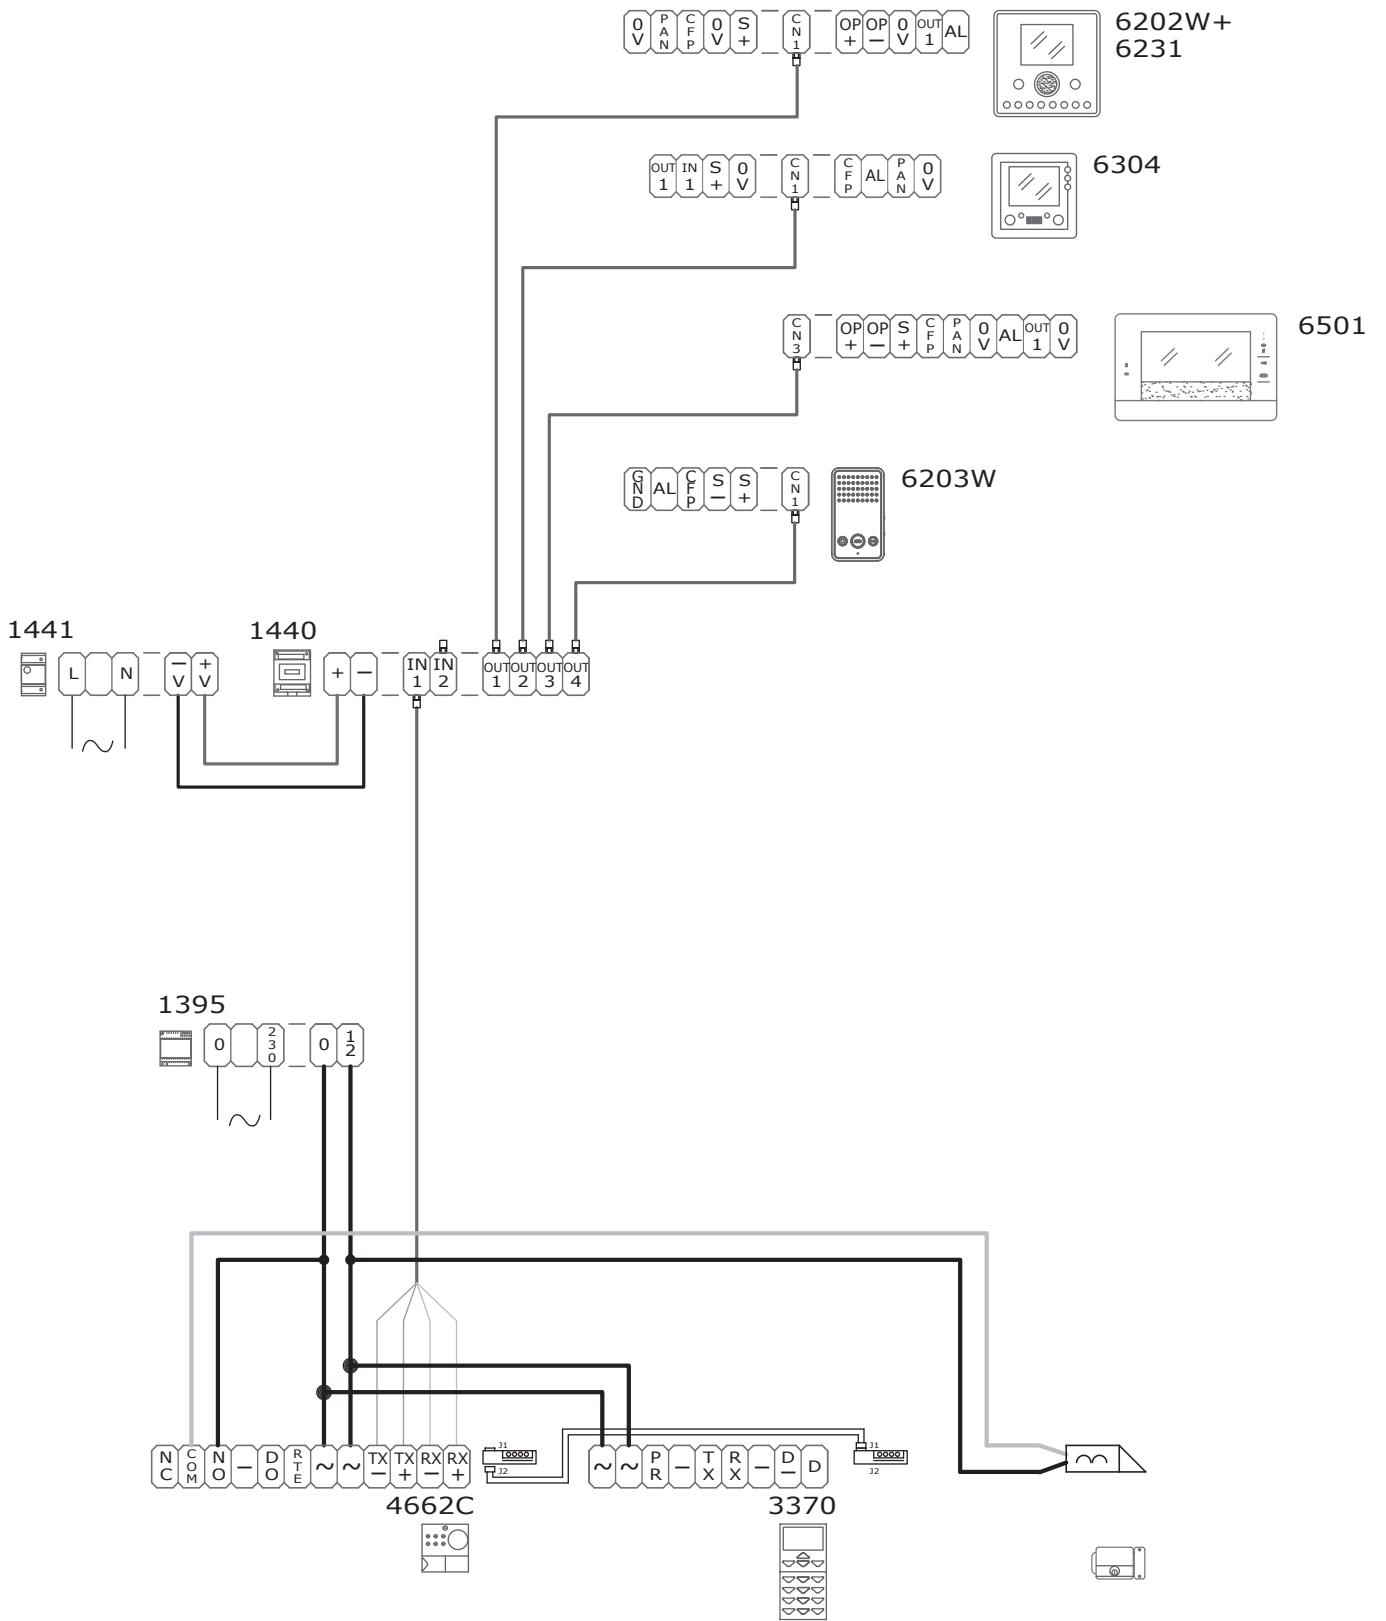 0V PAN CFP 0V S+ CN1 OP+ OP− 0V OUT1 AL
6202W+
6231
OUT1 IN1 S+ 0V CN1 CFP AL PAN 0V
6304
CN3 OP+ OP− S+ CFP PAN 0V AL OUT1 0V
6501
GND AL CFP S− S+ CN1
6203W
1441
L N −V +V
1440
+ − IN1 IN2 OUT1 OUT2 OUT3 OUT4
1395
0 230 0 12
NC COM NO − DO RTE ~ ~ TX− TX+ RX− RX+
J1
J2
4662C
~ ~ PR − TX RX − D− D
J1
J2
3370